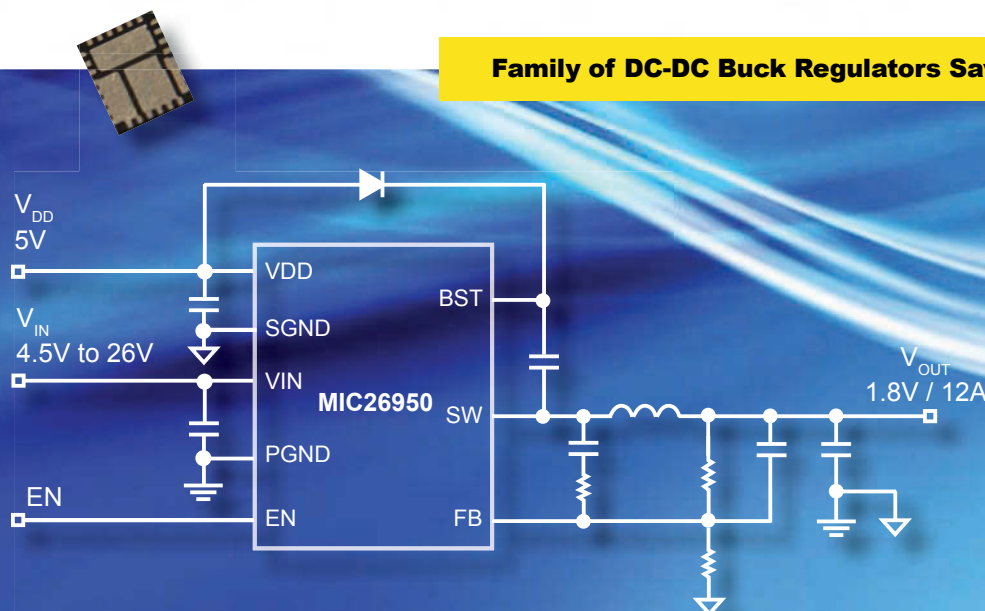 Family of DC-DC Buck Regulators Sav
VDD
5V
VDD
BST
SGND
VIN
4.5V to 26V
VIN
MIC26950
VOUT
1.8V / 12A
SW
PGND
EN
EN
FB